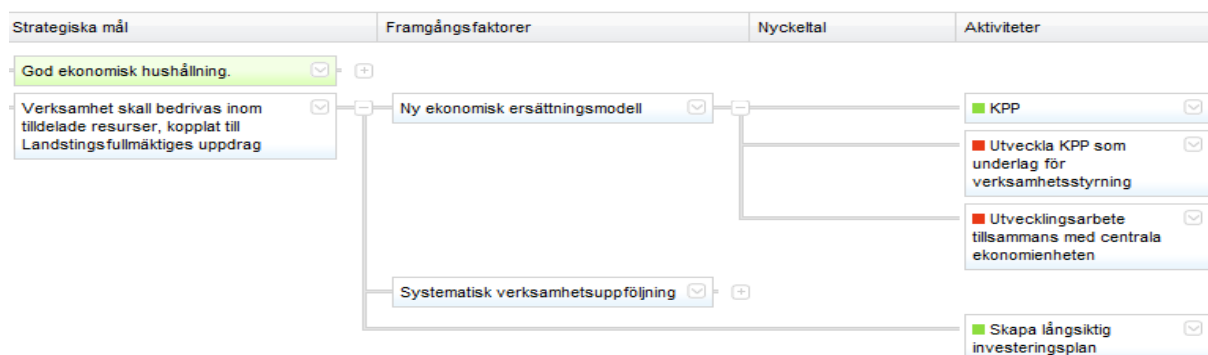 Strategiska mål
Framgångsfaktorer
Nyckeltal
Aktiviteter
God ekonomisk hushållning.
Verksamhet skall bedrivas inom
tilldelade resurser, kopplat till
Landstingsfullmäktiges uppdrag
Ny ekonomisk ersättningsmodell
KPP
Utveckla KPP som
underlag för
verksamhetsstyrning
Utvecklingsarbete
tillsammans med centrala
ekonomienheten
Systematisk verksamhetsuppföljning
Skapa långsiktig
investeringsplan